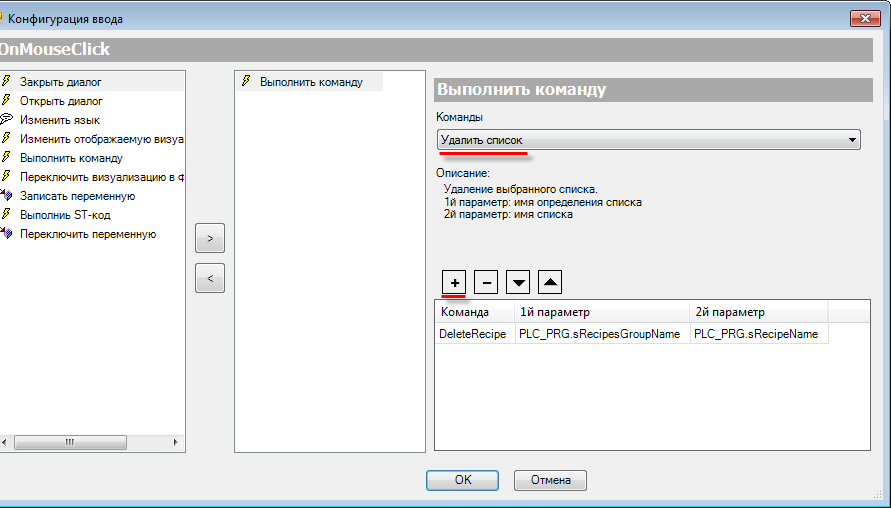 Конфигурация ввода
OnMouseClick
Закрыть диалог
Открыть диалог
Изменить язык
Изменить отображаемую визуа
Выполнить команду
Переключить визуализацию в ф
Записать переменную
Выполнить ST-код
Переключить переменную
>
<
Выполнить команду
Выполнить команду
Команды
Удалить список
Описание:
Удаление выбранного списка.
1й параметр: имя определения списка
2й параметр: имя списка
Команда 1й параметр 2й параметр
DeleteRecipe PLC_PRG.sRecipesGroupName PLC_PRG.sRecipeName
OK Отмена